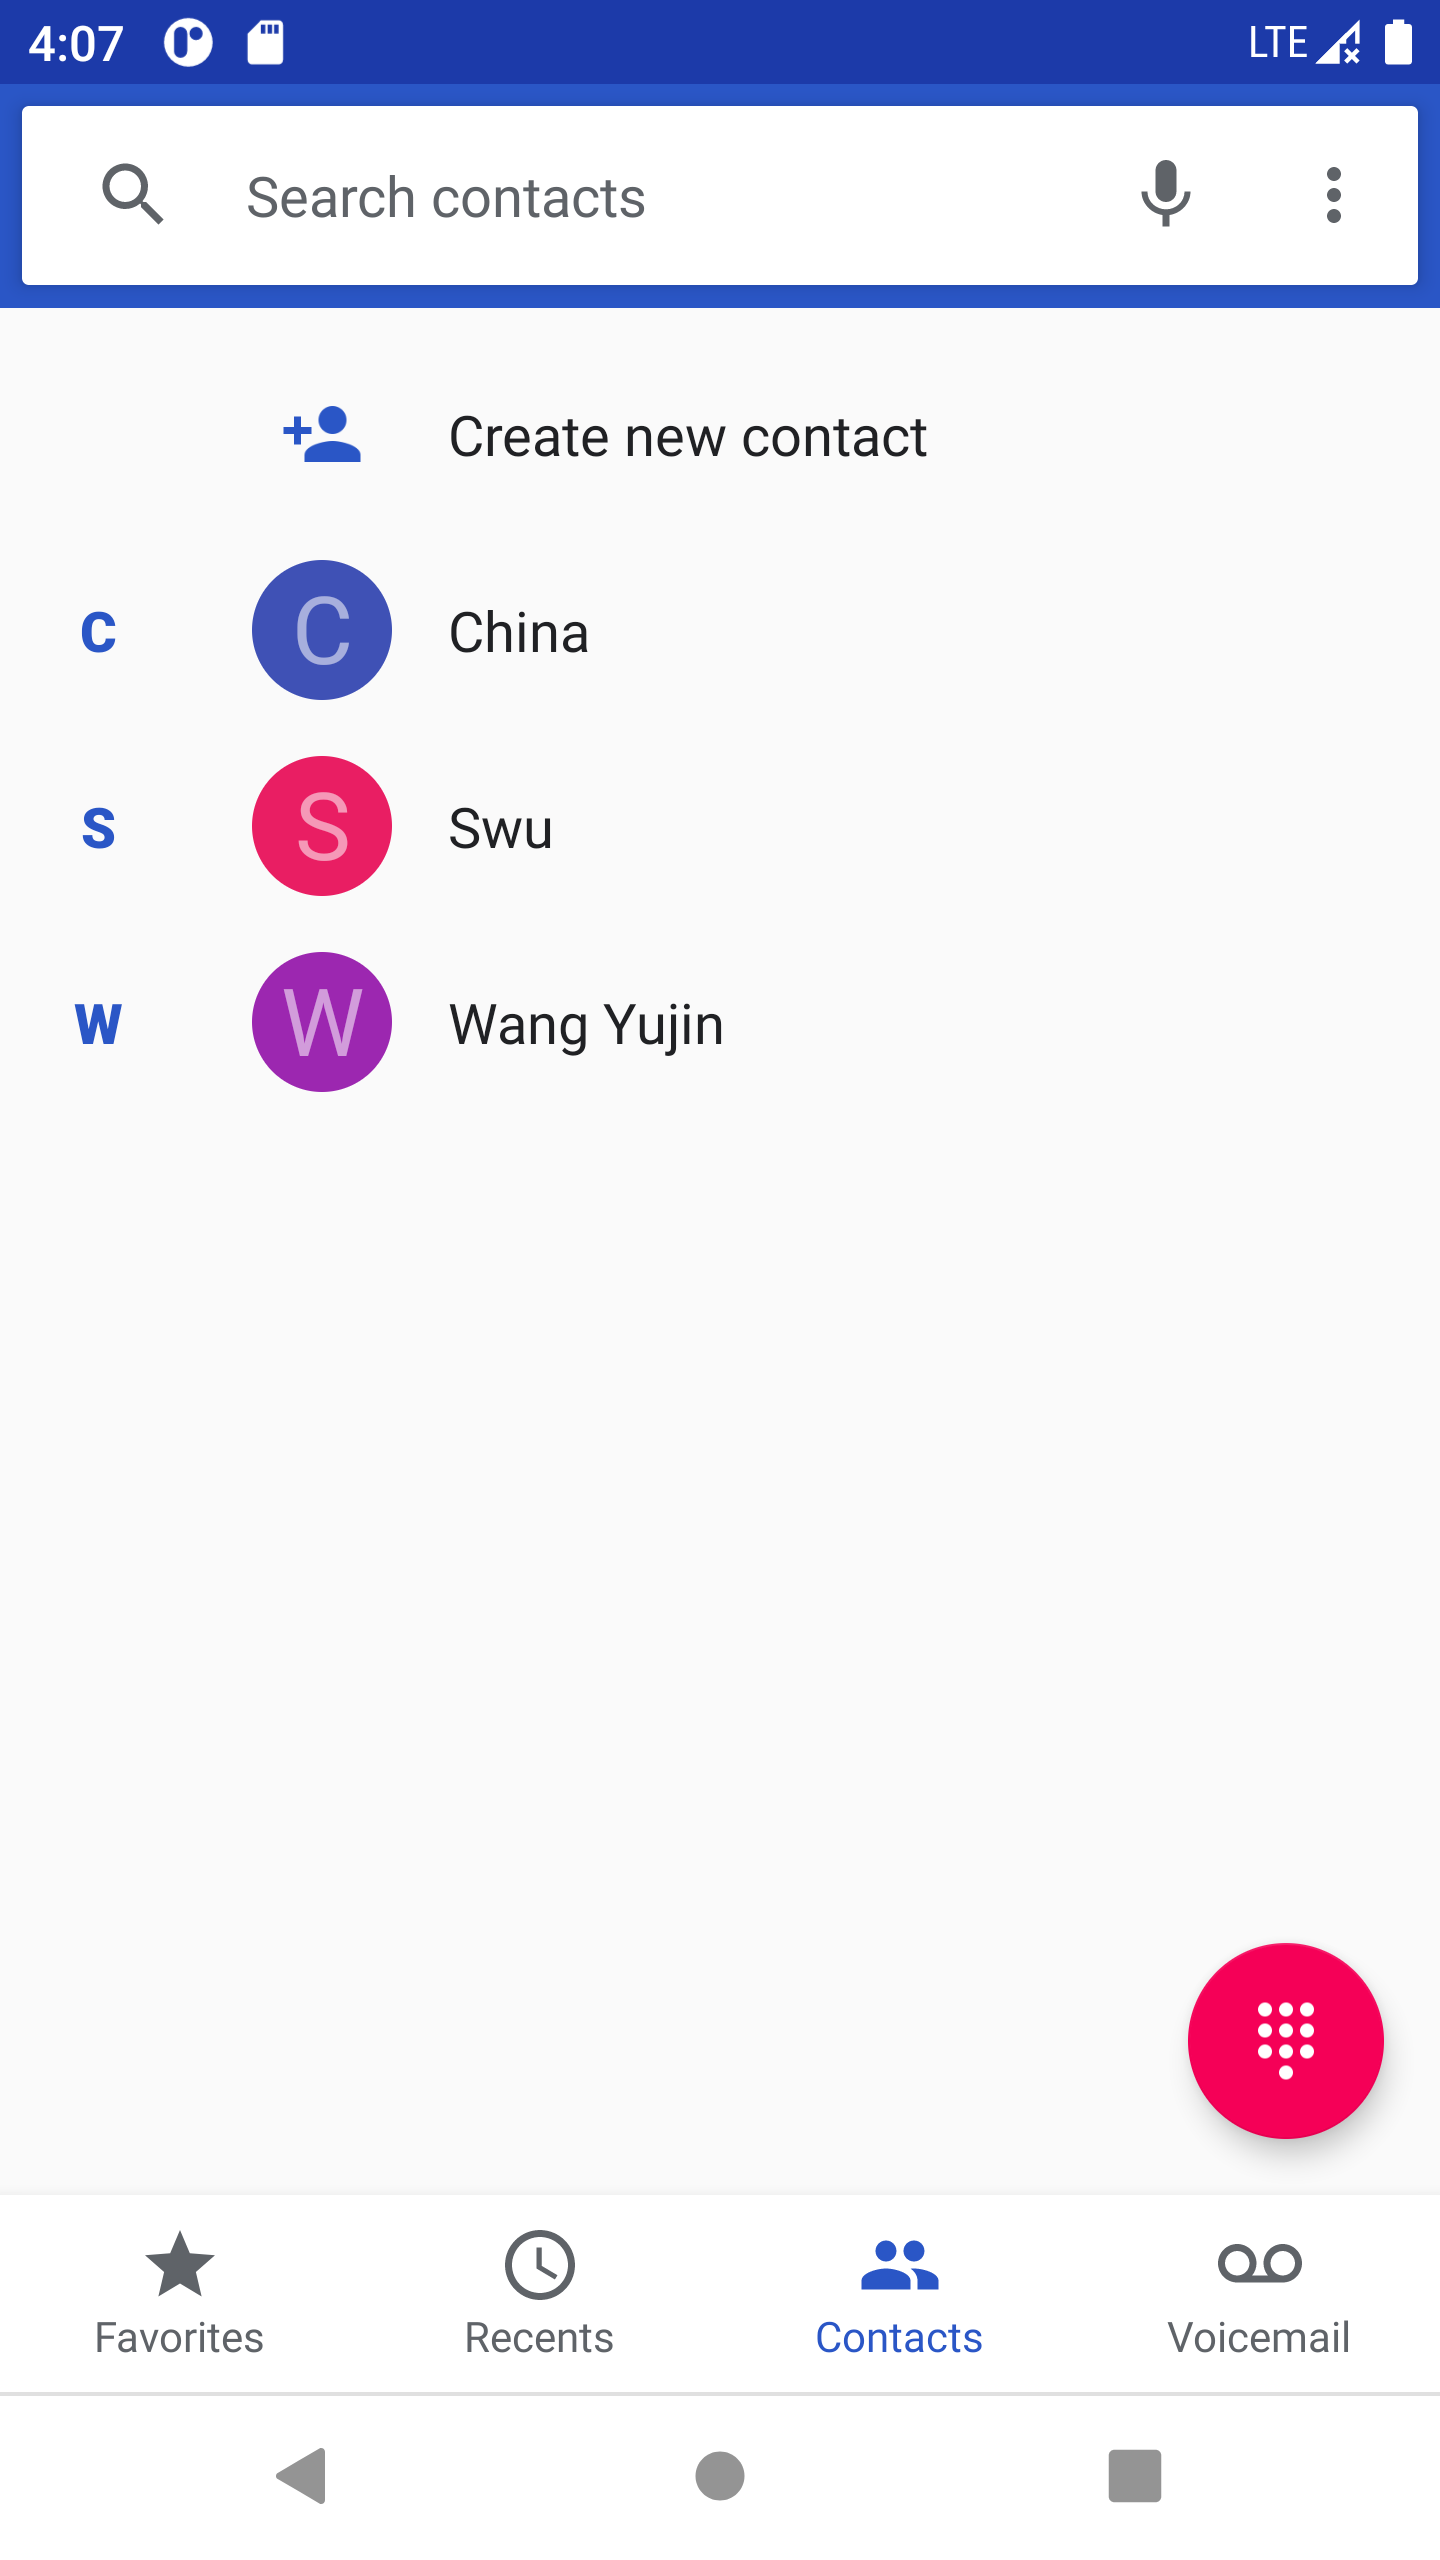 4:07 LTE
Search contacts
Create new contact
C C China
S S Swu
W W Wang Yujin
Favorites Recents Contacts Voicemail